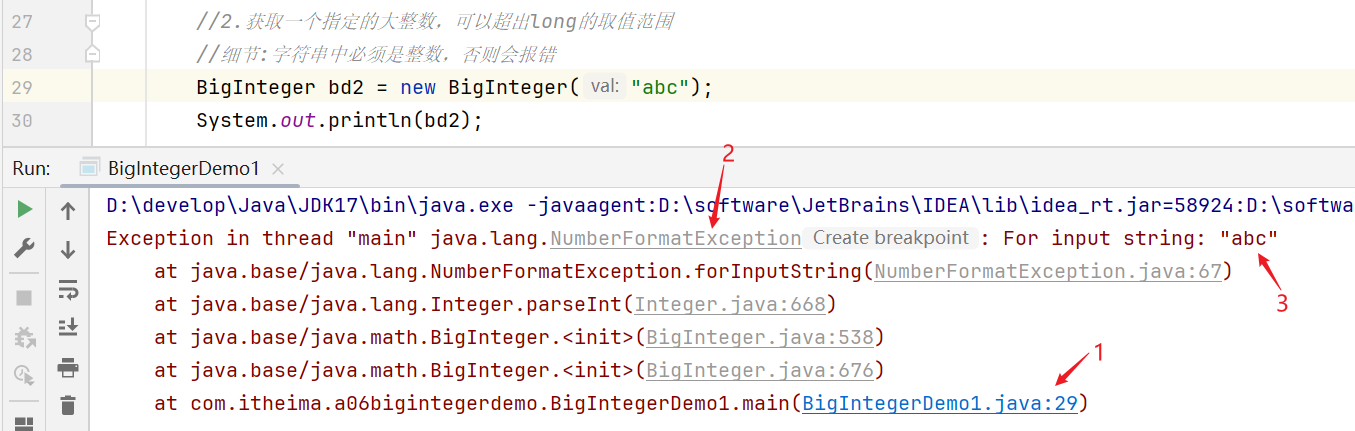 27 //2.获取一个指定的大整数，可以超出long的取值范围
28 //细节:字符串中必须是整数，否则会报错
29 BigInteger bd2 = new BigInteger( val: "abc");
30 System.out.println(bd2);
Run: BigIntegerDemo1 ×
2
D:\develop\Java\JDK17\bin\java.exe -javaagent:D:\software\JetBrains\IDEA\lib\idea_rt.jar=58924:D:\softwa
Exception in thread "main" java.lang.NumberFormatException Create breakpoint : For input string: "abc"
at java.base/java.lang.NumberFormatException.forInputString(NumberFormatException.java:67)
3
at java.base/java.lang.Integer.parseInt(Integer.java:668)
at java.base/java.math.BigInteger.<init>(BigInteger.java:538)
1
at java.base/java.math.BigInteger.<init>(BigInteger.java:676)
at com.itheima.a06bigintegerdemo.BigIntegerDemo1.main(BigIntegerDemo1.java:29)